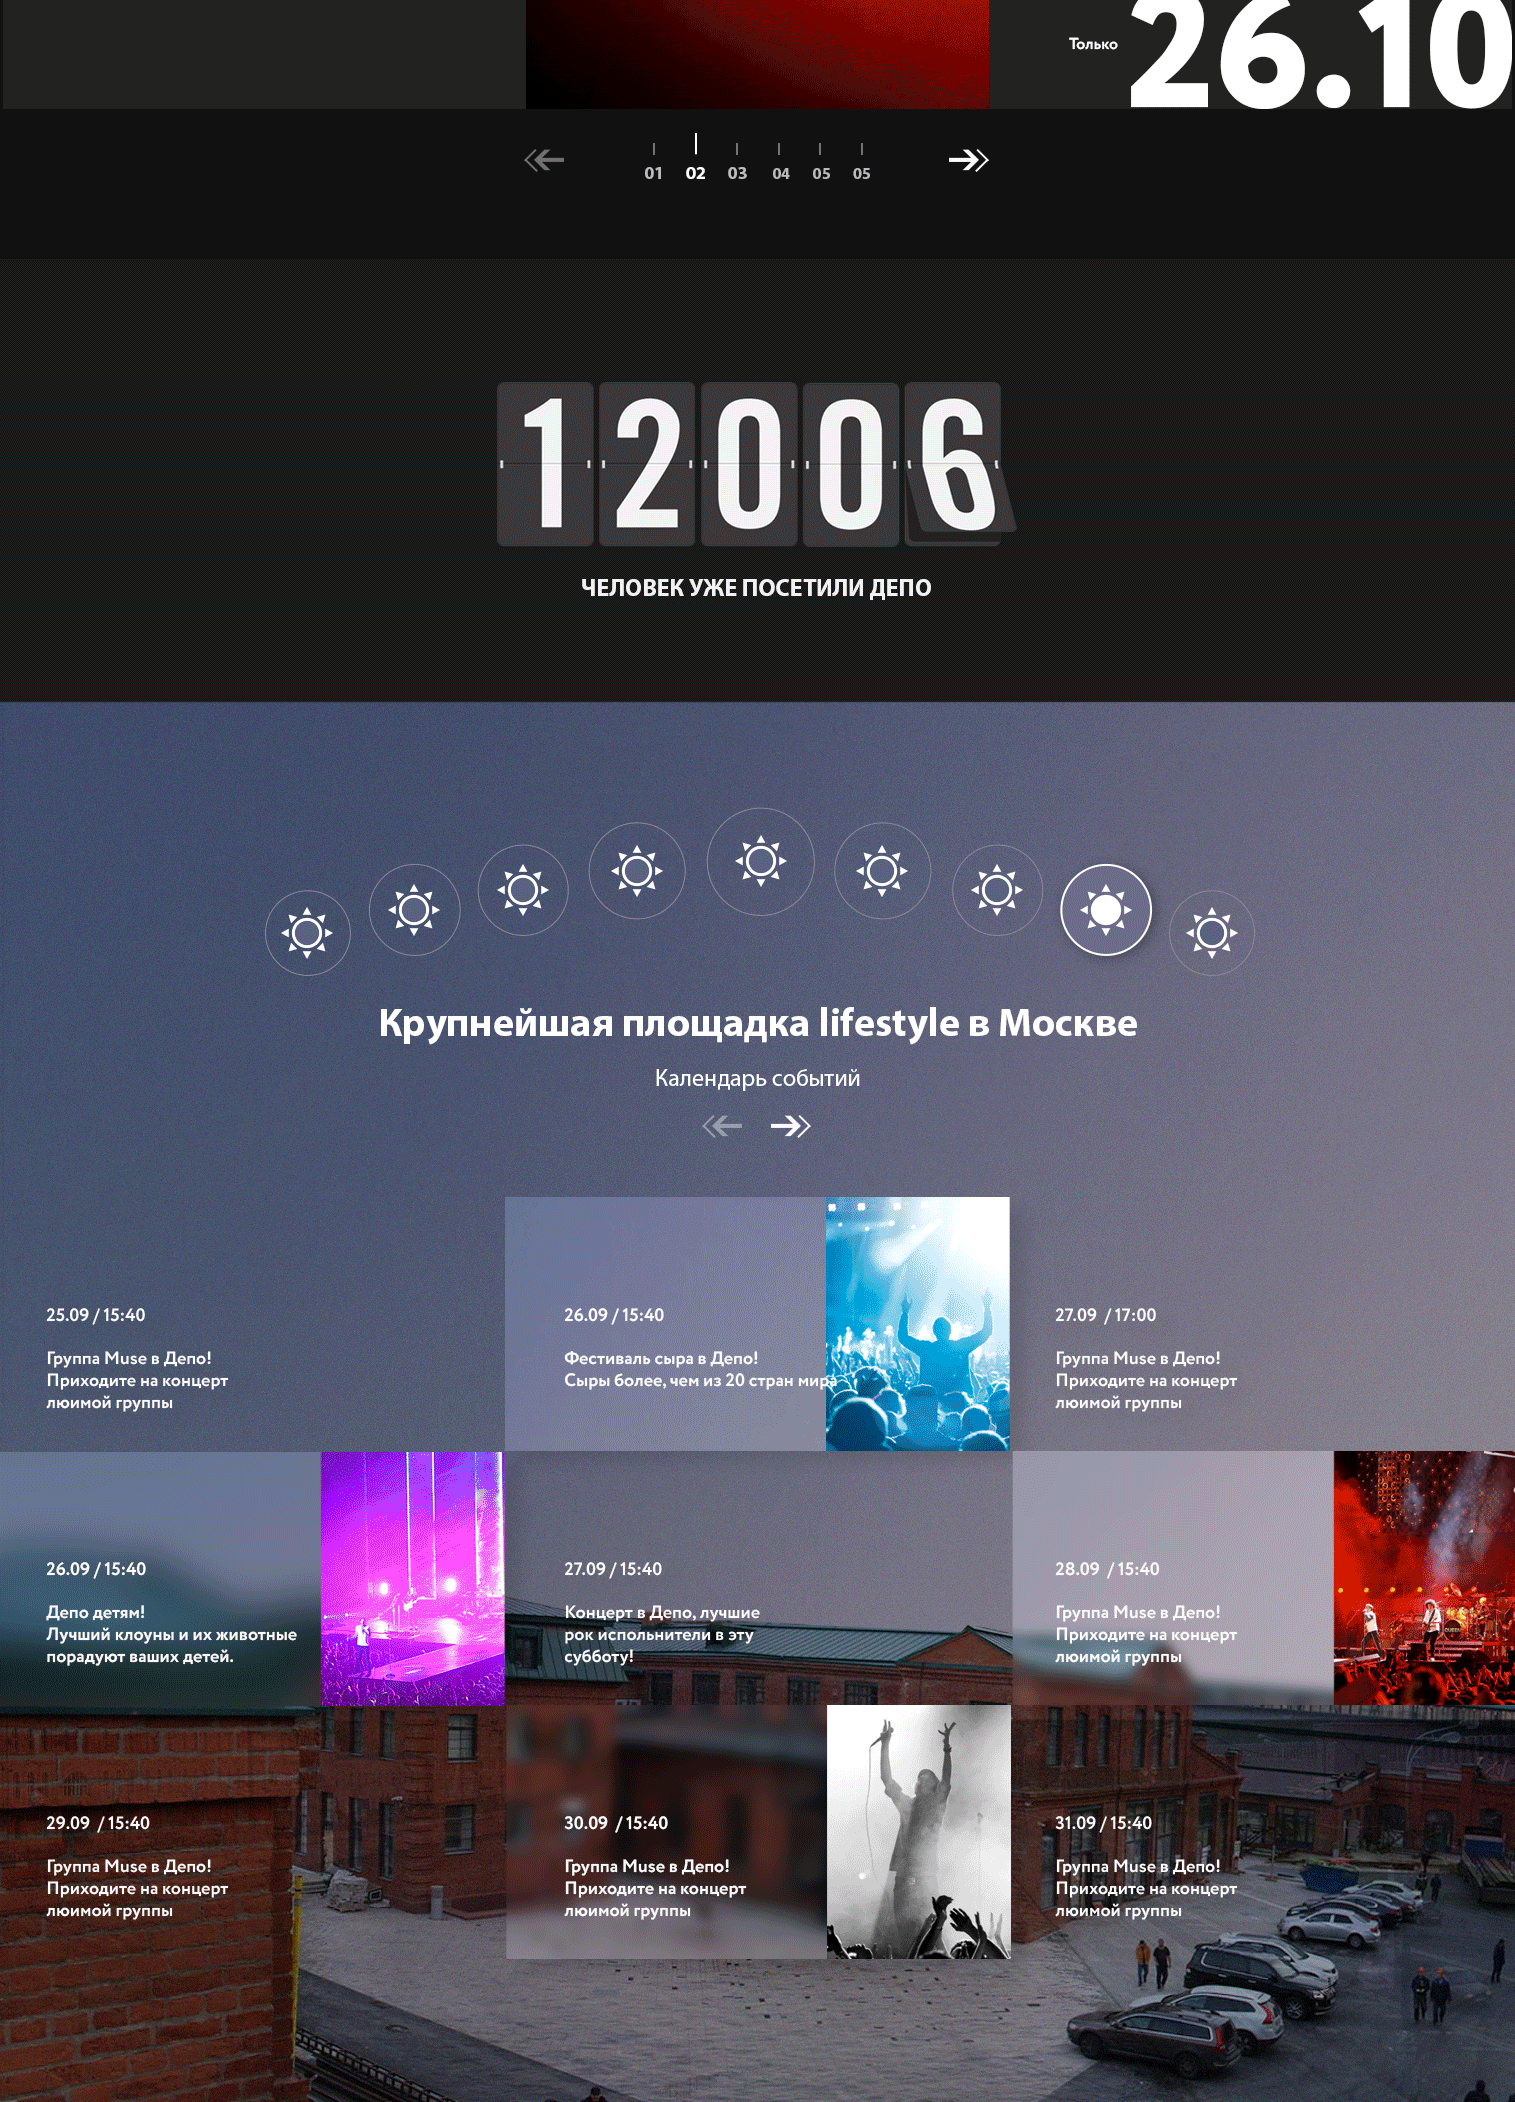 Только
26.10
01 02 03 04 05 05
12006
ЧЕЛОВЕК УЖЕ ПОСЕТИЛИ ДЕПО
Крупнейшая площадка lifestyle в Москве
Календарь событий
25.09 / 15:40
Группа Muse в Депо!
Приходите на концерт
люимой группы
26.09 / 15:40
Фестиваль сыра в Депо!
Сыры более, чем из 20 стран мира
27.09 / 17:00
Группа Muse в Депо!
Приходите на концерт
люимой группы
26.09 / 15:40
Депо детям!
Лучший клоуны и их животные
порадуют ваших детей.
27.09 / 15:40
Концерт в Депо, лучшие
рок испольнители в эту
субботу!
28.09 / 15:40
Группа Muse в Депо!
Приходите на концерт
люимой группы
29.09 / 15:40
Группа Muse в Депо!
Приходите на концерт
люимой группы
30.09 / 15:40
Группа Muse в Депо!
Приходите на концерт
люимой группы
31.09 / 15:40
Группа Muse в Депо!
Приходите на концерт
люимой группы